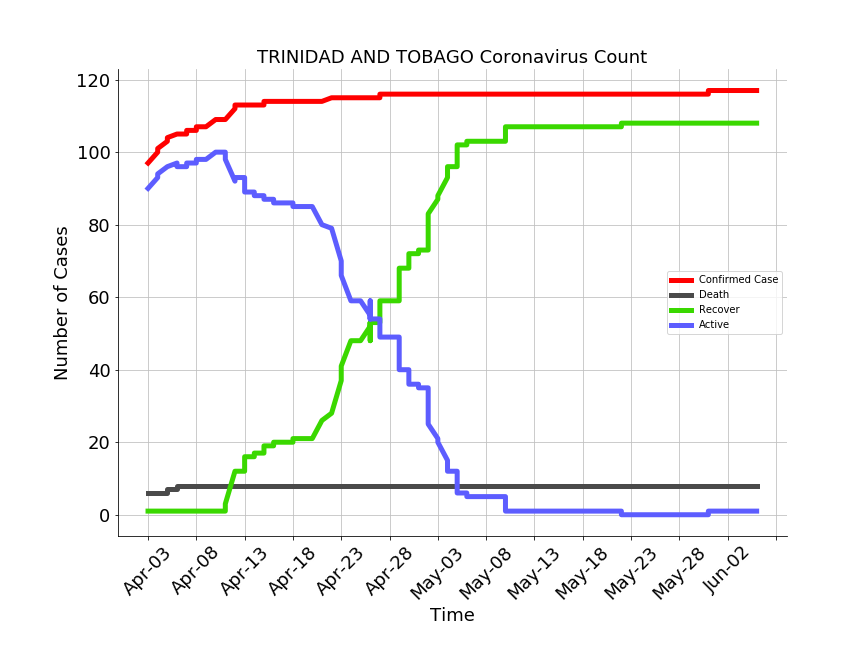 TRINIDAD AND TOBAGO Coronavirus Count
120
100
80
60
40
20
0
Number of Cases
Confirmed Case
Death
Recover
Active
Apr-03
Apr-08
Apr-13
Apr-18
Apr-23
Apr-28
May-03
May-08
May-13
May-18
May-23
May-28
Jun-02
Time